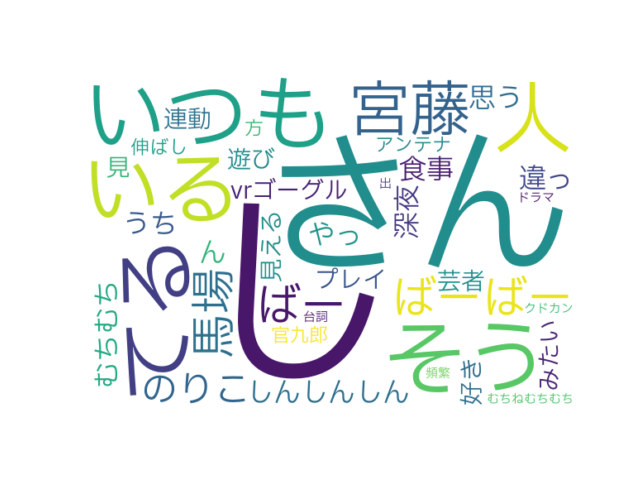 いつも
宮藤
思う
人
連動
方
伸ばし
アンテナ
見
遊び
食事
いる
vrゴーグル
出
違っ
ドラマ
さん
深夜
うち
やっ
見える
ん
てる
し
プレイ
芸者
馬場
ばー
ばーばー
クドカン
台詞
官九郎
そう
みたい
むちむち
のりこ
しんしんしん
頻繁
好き
むちねむちむち